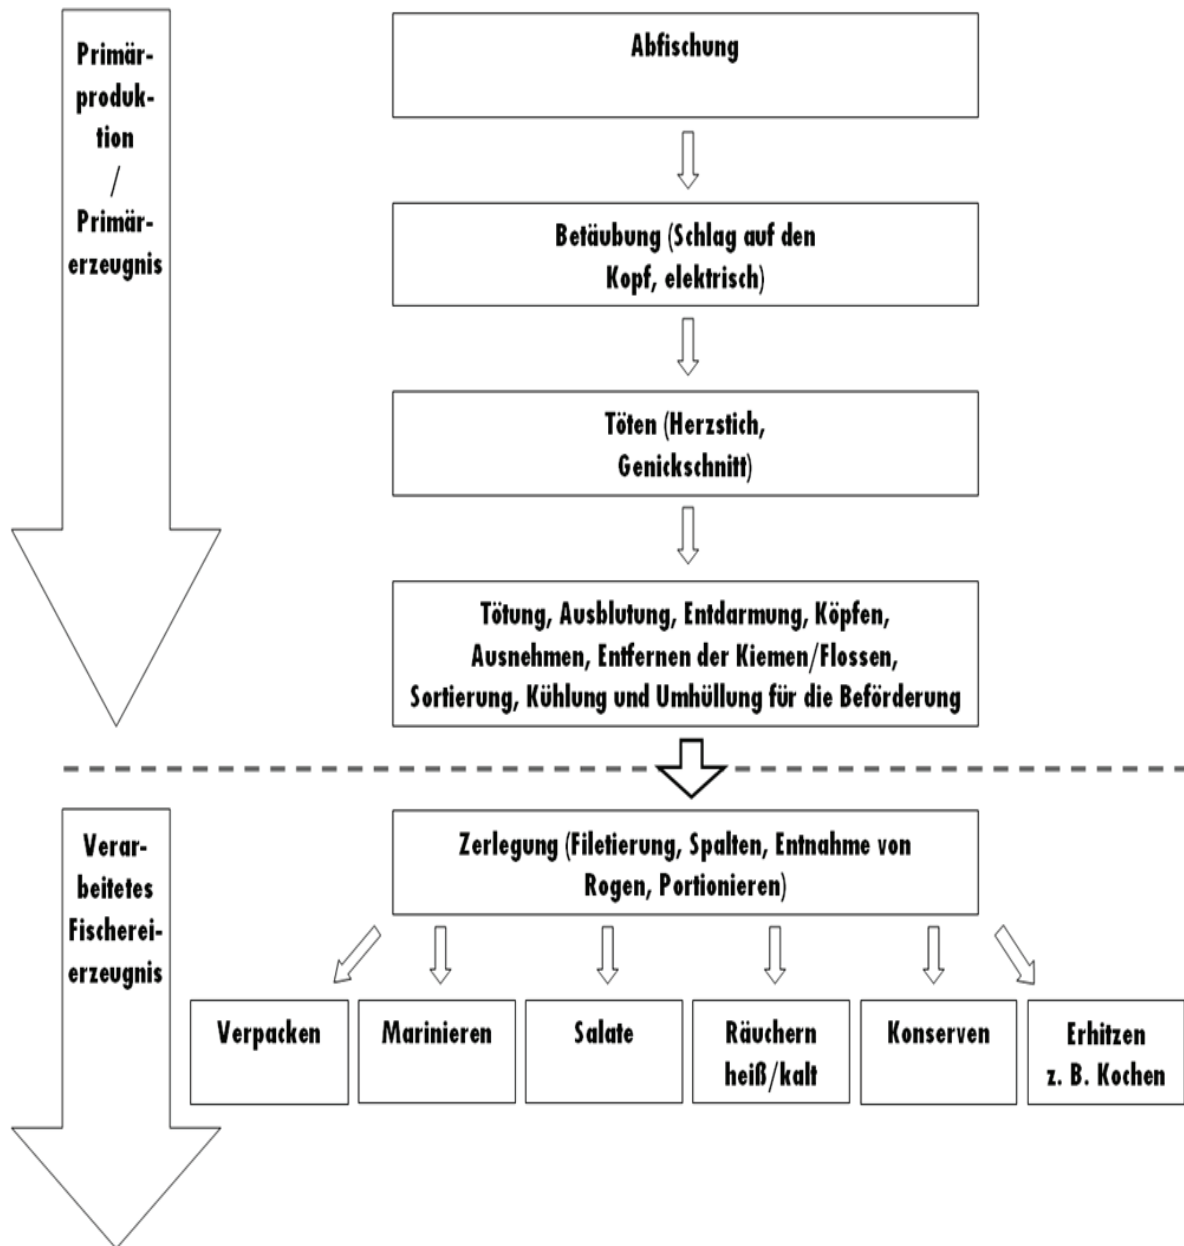 Primär-
produk-
tion
/
Primär-
erzeugnis
Abfischung
Betäubung (Schlag auf den
Kopf, elektrisch)
Töten (Herzstich,
Genickschnitt)
Tötung, Ausblutung, Entdarmung, Köpfen,
Ausnehmen, Entfernen der Kiemen/Flossen,
Sortierung, Kühlung und Umhüllung für die Beförderung
Verar-
beitetes
Fischerei-
erzeugnis
Zerlegung (Filetierung, Spalten, Entnahme von
Rogen, Portionieren)
Verpacken
Marinieren
Salate
Räuchern
heiß/kalt
Konserven
Erhitzen
z. B. Kochen